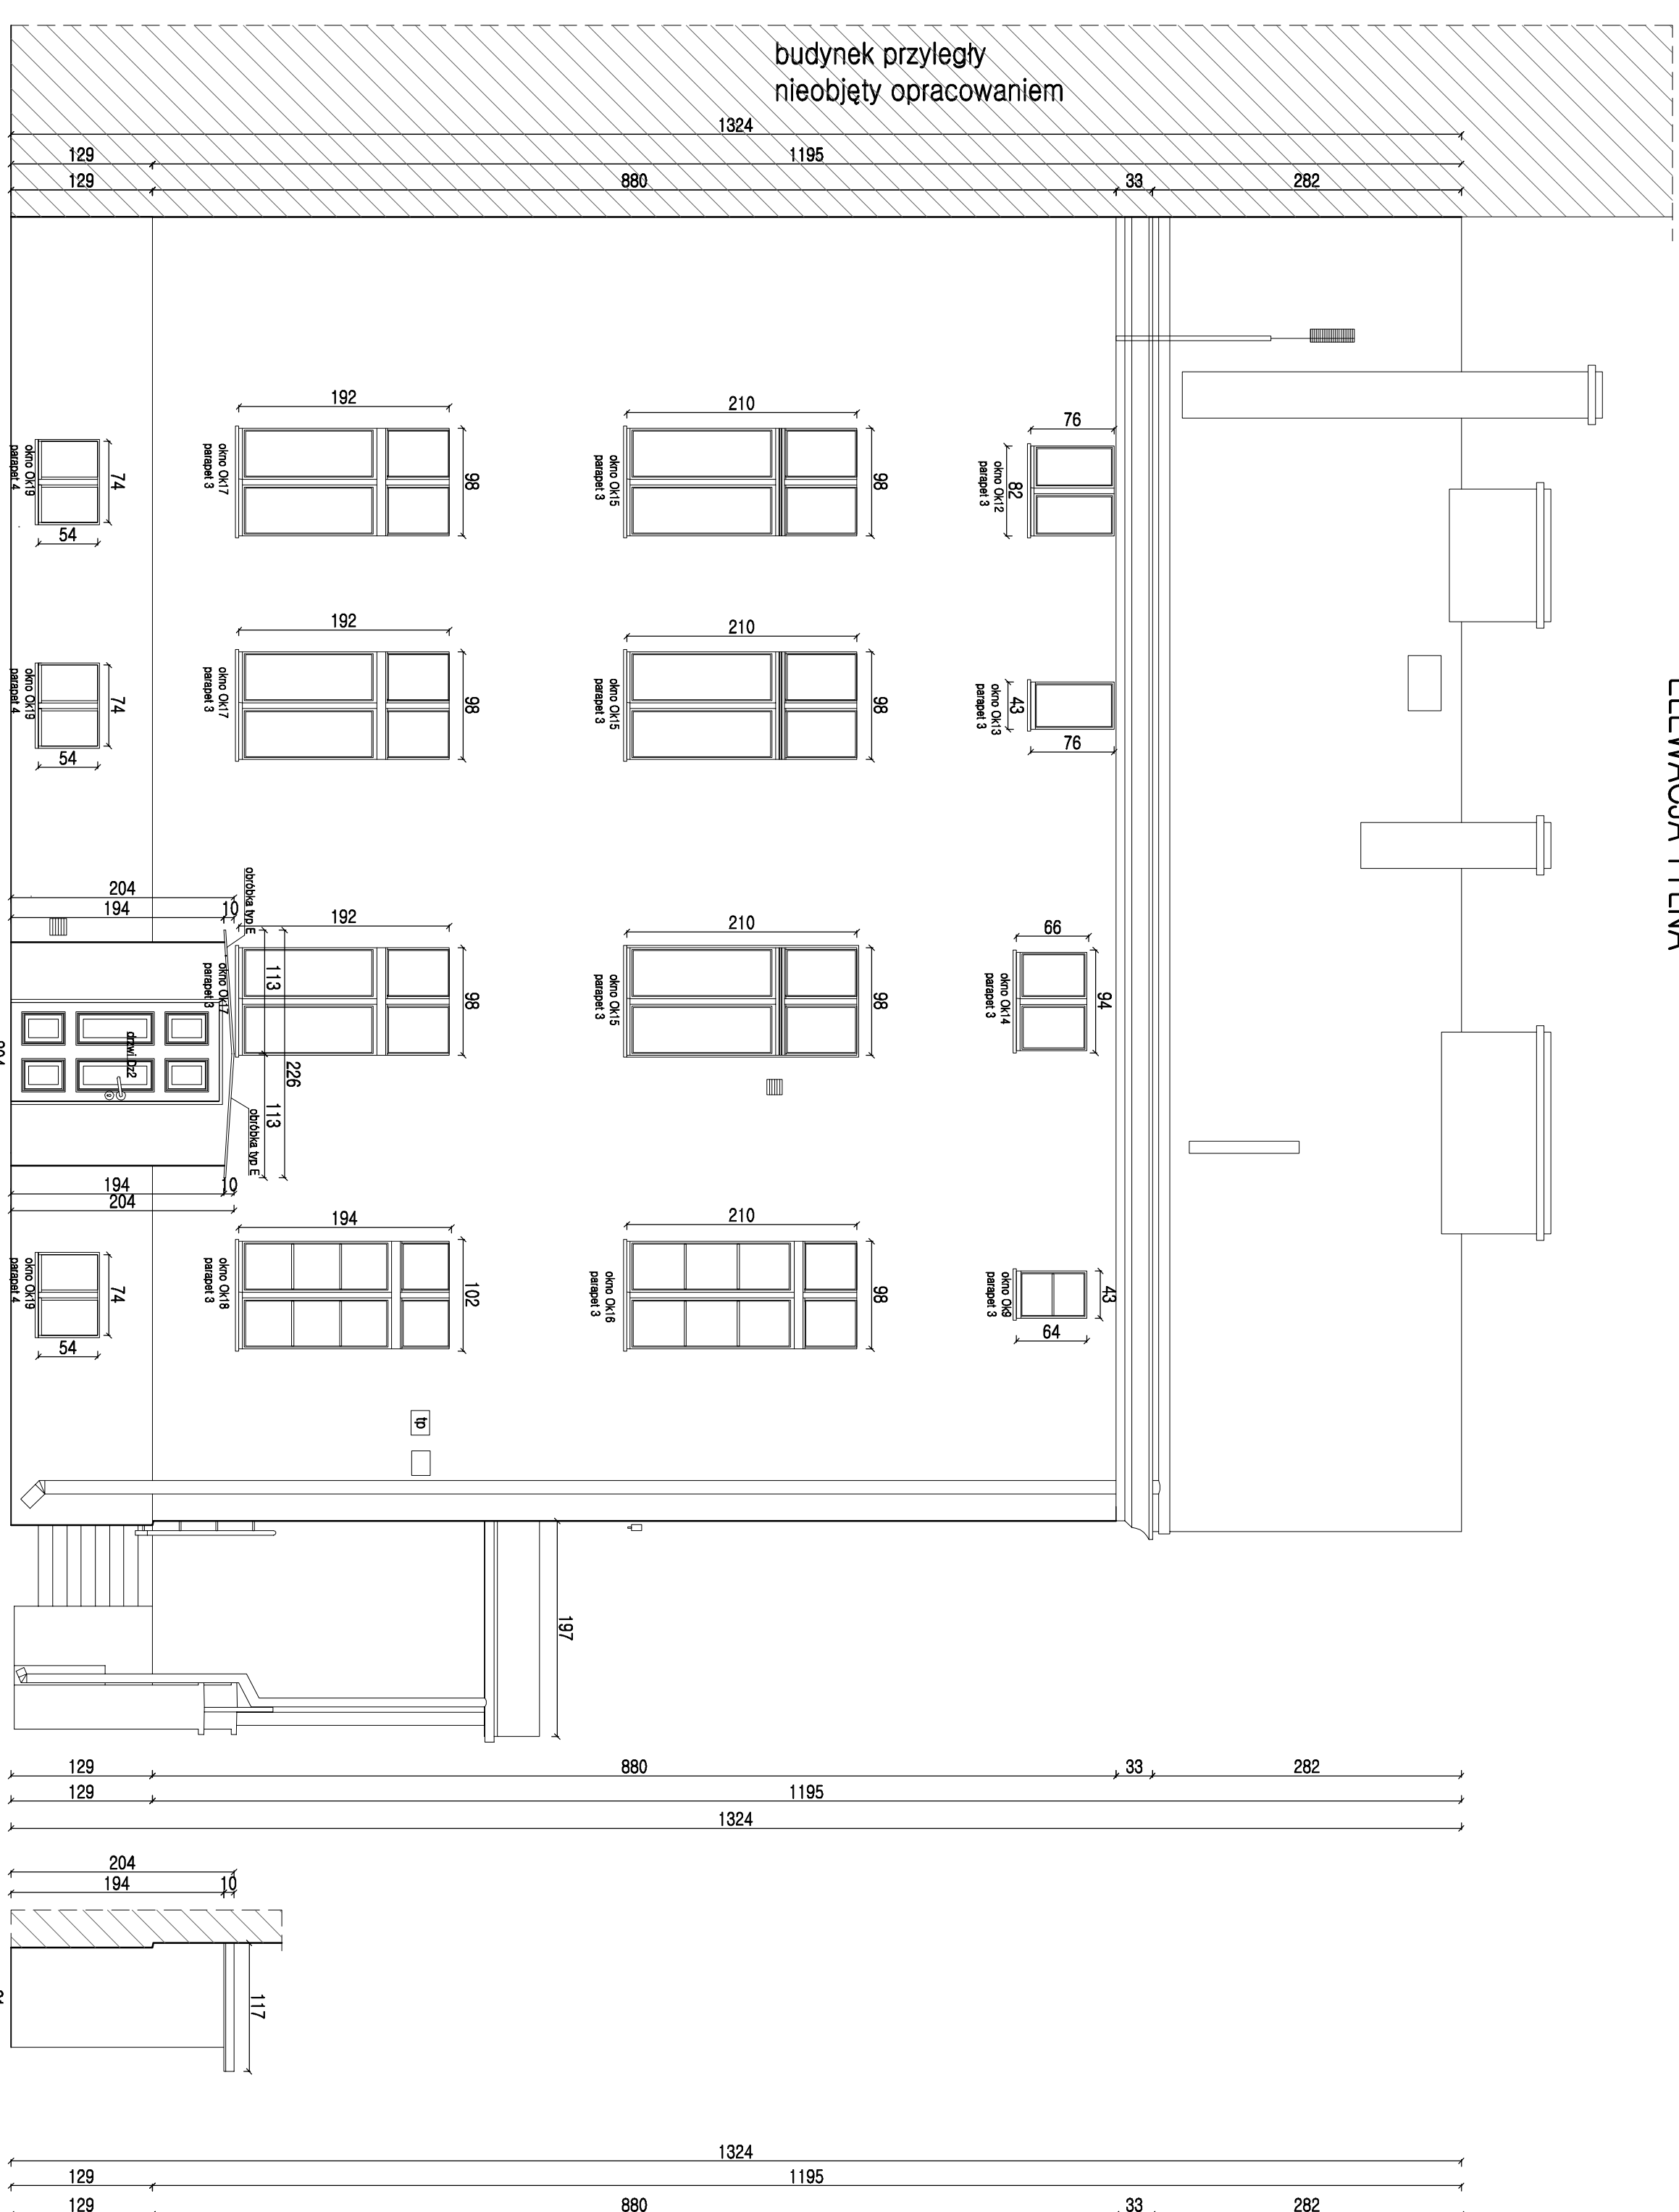 budynek przyległy
nieobjęty opracowaniem
1324
129
1195
129
880
33
282
192
98
okno Ok17
parapet 3
210
98
okno Ok15
parapet 3
76
82
okno Ok12
parapet 3
74
54
okno Ok19
parapet 4
192
98
okno Ok17
parapet 3
210
98
okno Ok15
parapet 3
43
76
okno Ok13
parapet 3
74
54
okno Ok19
parapet 4
204
194
10
obróbka typ E
192
98
okno Ok17
parapet 3
113
226
113
obróbka typ E
drzwi Dz2
210
98
okno Ok15
parapet 3
66
94
okno Ok14
parapet 3
194
10
204
194
102
okno Ok18
parapet 3
210
98
okno Ok16
parapet 3
43
64
okno Ok9
parapet 3
74
54
okno Ok19
parapet 4
tp
197
129
880
33
282
129
1195
1324
204
194
10
117
1324
129
1195
129
880
33
282